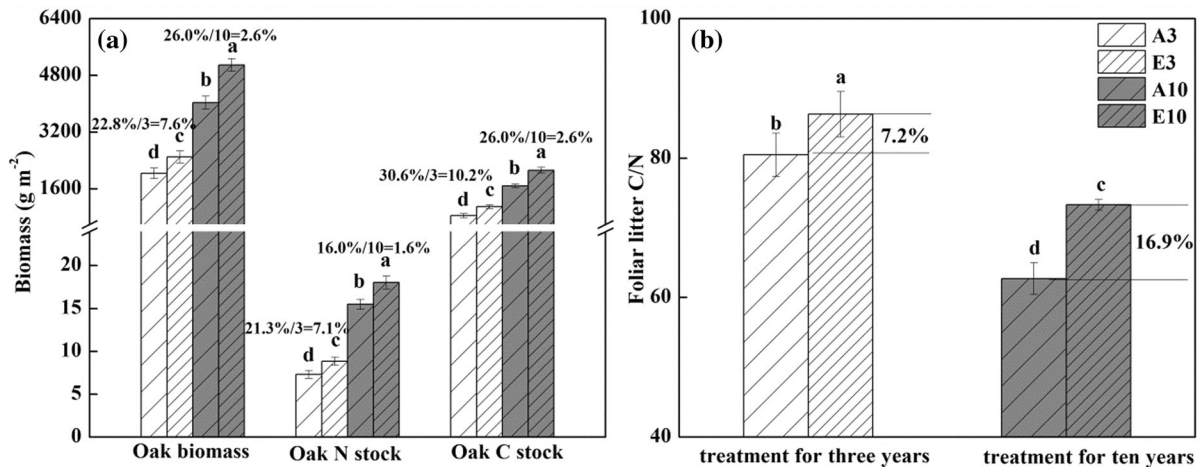 (a)
Biomass (g m⁻²)
6400
4800
3200
1600
20
15
10
5
0
22.8%/3=7.6%
26.0%/10=2.6%
d
c
b
a
21.3%/3=7.1%
16.0%/10=1.6%
d
c
b
a
30.6%/3=10.2%
26.0%/10=2.6%
d
c
b
a
Oak biomass
Oak N stock
Oak C stock
(b)
Foliar litter C/N
100
80
60
40
b
a
7.2%
d
c
16.9%
A3
E3
A10
E10
treatment for three years
treatment for ten years